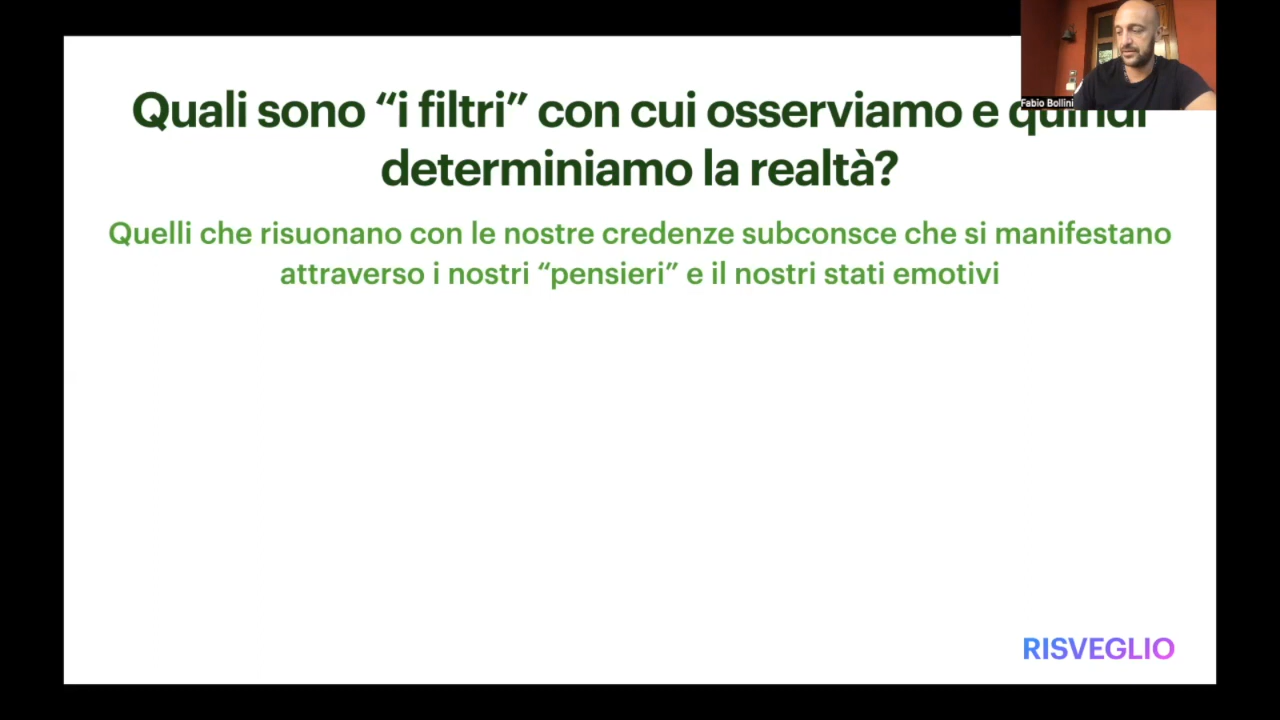 Quali sono “i filtri” con cui osserviamo e quindi
determiniamo la realtà?
Quelli che risuonano con le nostre credenze subconsce che si manifestano
attraverso i nostri “pensieri” e il nostri stati emotivi
Fabio Bollini
RISVEGLIO